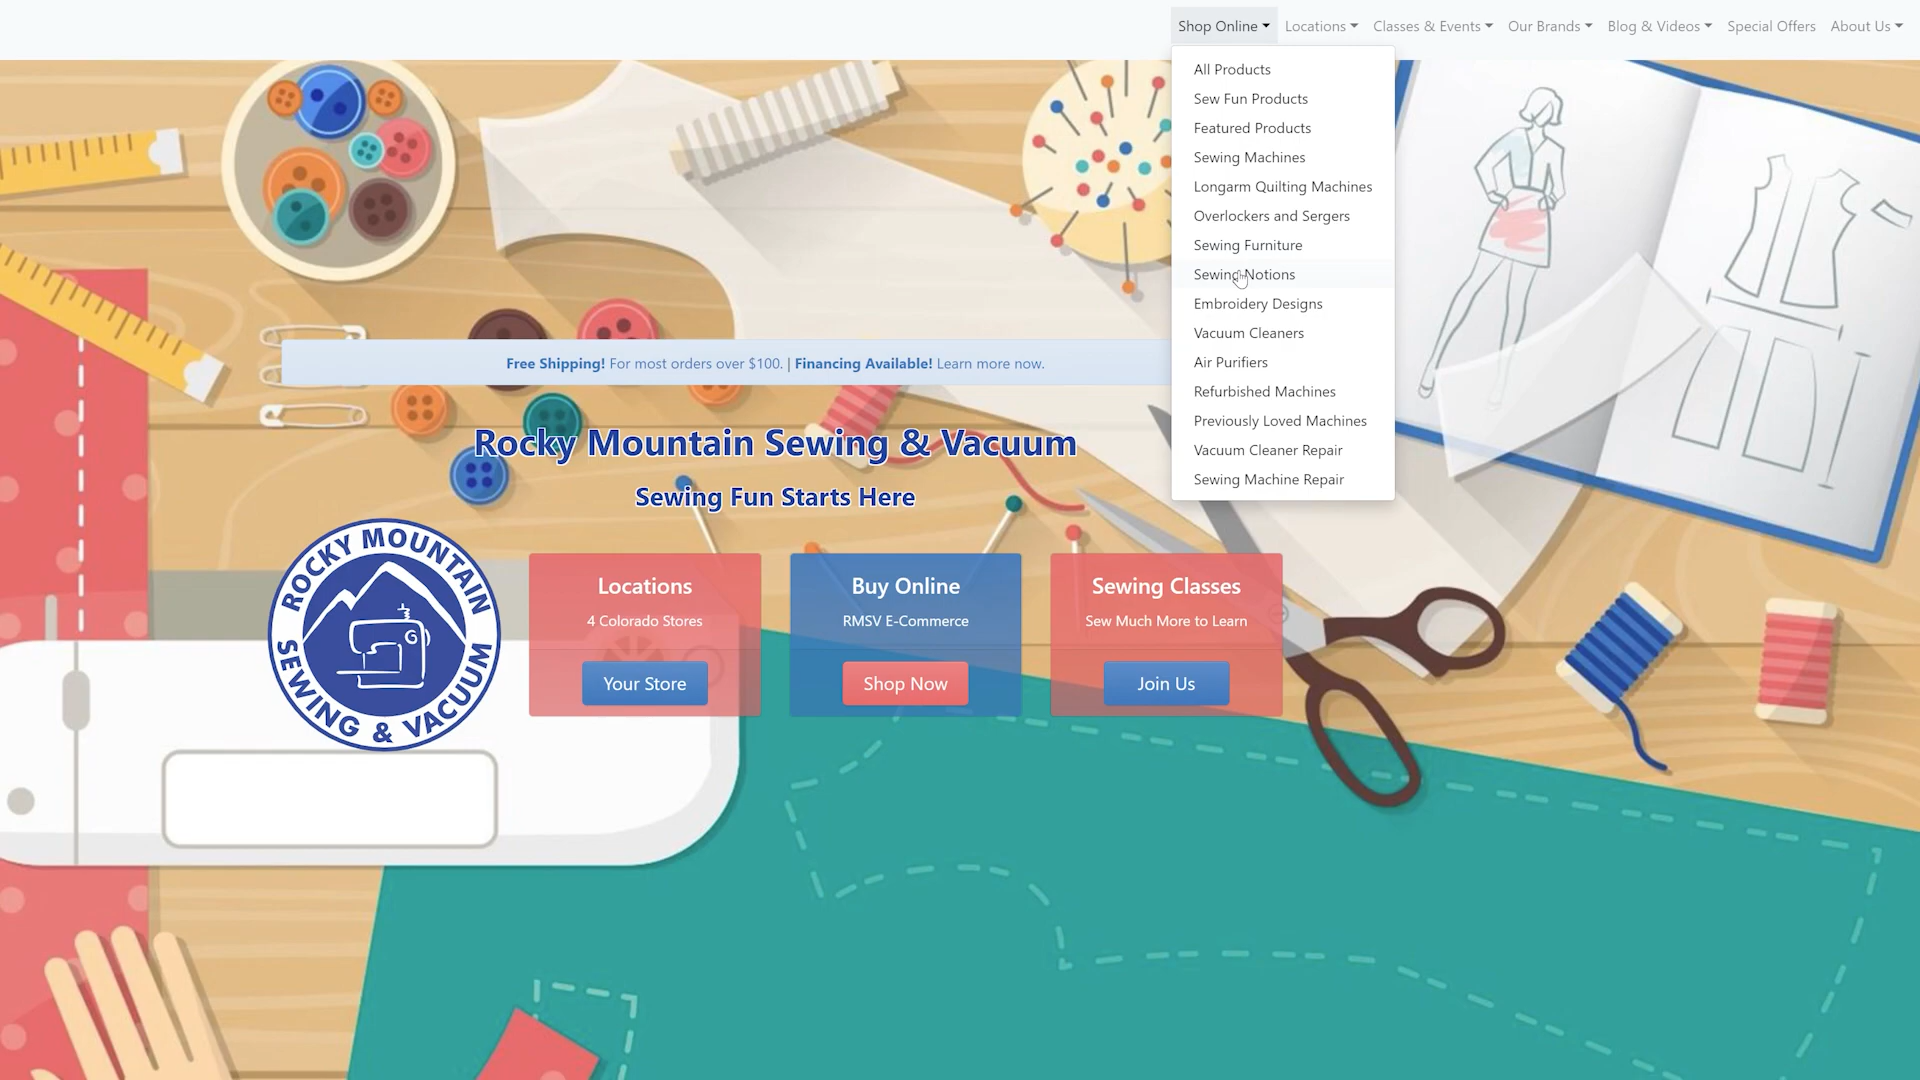 Shop Online
Locations
Classes & Events
Our Brands
Blog & Videos
Special Offers
About Us
All Products
Sew Fun Products
Featured Products
Sewing Machines
Longarm Quilting Machines
Overlockers and Sergers
Sewing Furniture
Sewing Notions
Embroidery Designs
Vacuum Cleaners
Air Purifiers
Refurbished Machines
Previously Loved Machines
Vacuum Cleaner Repair
Sewing Machine Repair
Free Shipping! For most orders over $100. | Financing Available! Learn more now.
Rocky Mountain Sewing & Vacuum
Sewing Fun Starts Here
ROCKY MOUNTAIN
SEWING & VACUUM
Locations
4 Colorado Stores
Your Store
Buy Online
RMSV E-Commerce
Shop Now
Sewing Classes
Sew Much More to Learn
Join Us